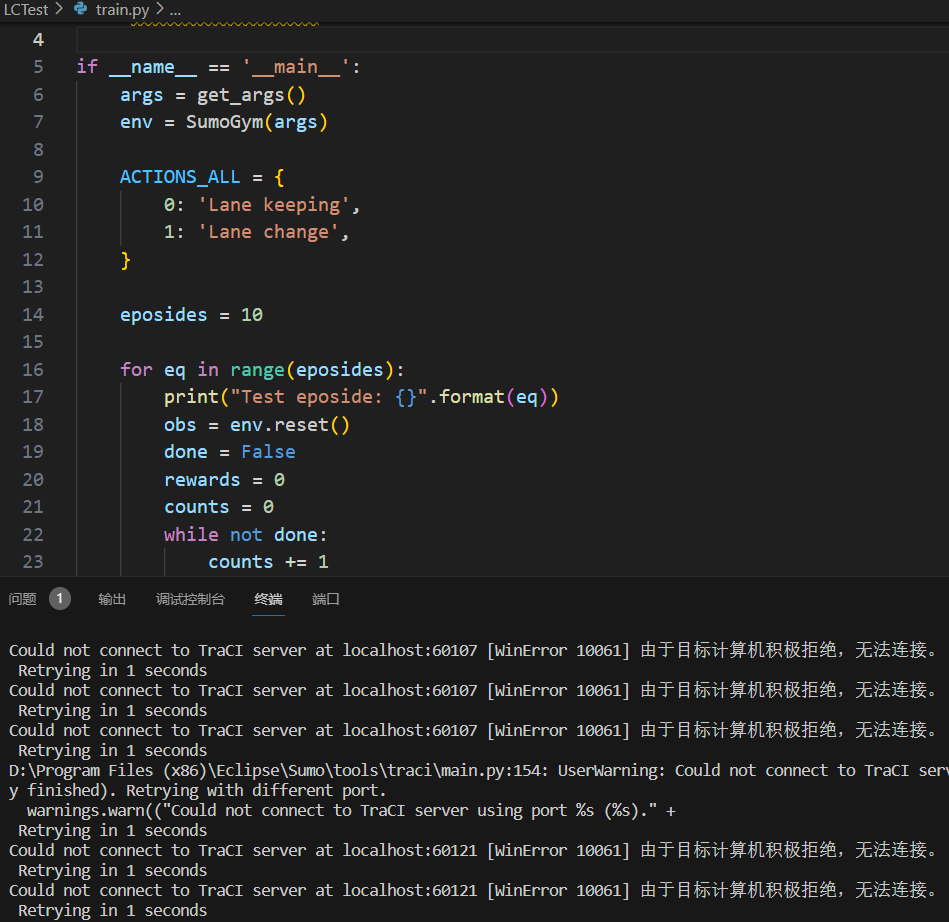 LCTest > train.py > ...
4
5 if __name__ == '__main__':
6 args = get_args()
7 env = SumoGym(args)
8
9 ACTIONS_ALL = {
10 0: 'Lane keeping',
11 1: 'Lane change',
12 }
13
14 eposides = 10
15
16 for eq in range(eposides):
17 print("Test eposide: {}".format(eq))
18 obs = env.reset()
19 done = False
20 rewards = 0
21 counts = 0
22 while not done:
23 counts += 1
问题 1 输出 调试控制台 终端 端口
Could not connect to TraCI server at localhost:60107 [WinError 10061] 由于目标计算机积极拒绝，无法连接。
Retrying in 1 seconds
Could not connect to TraCI server at localhost:60107 [WinError 10061] 由于目标计算机积极拒绝，无法连接。
Retrying in 1 seconds
Could not connect to TraCI server at localhost:60107 [WinError 10061] 由于目标计算机积极拒绝，无法连接。
Retrying in 1 seconds
D:\Program Files (x86)\Eclipse\Sumo\tools\traci\main.py:154: UserWarning: Could not connect to TraCI serv
y finished). Retrying with different port.
warnings.warn(("Could not connect to TraCI server using port %s (%s)." +
Retrying in 1 seconds
Could not connect to TraCI server at localhost:60121 [WinError 10061] 由于目标计算机积极拒绝，无法连接。
Retrying in 1 seconds
Could not connect to TraCI server at localhost:60121 [WinError 10061] 由于目标计算机积极拒绝，无法连接。
Retrying in 1 seconds